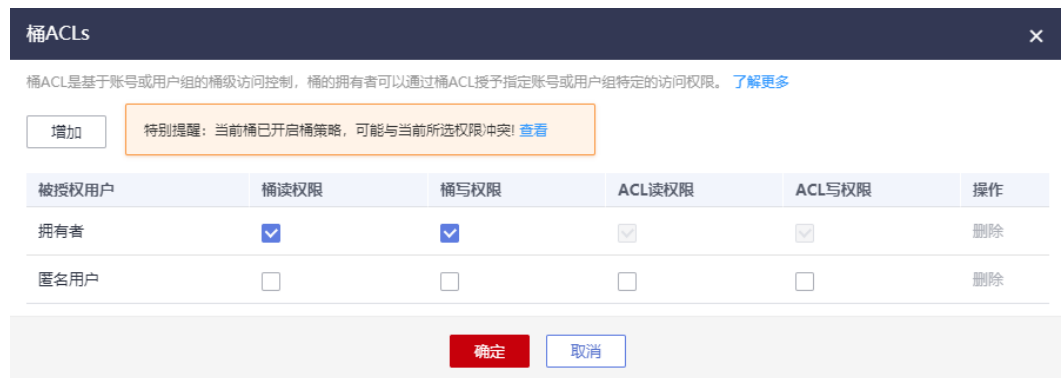 桶ACLs
桶ACL是基于账号或用户组的桶级访问控制，桶的拥有者可以通过桶ACL授予指定账号或用户组特定的访问权限。 了解更多
增加 特别提醒：当前桶已开启桶策略，可能与当前所选权限冲突! 查看
被授权用户 桶读权限 桶写权限 ACL读权限 ACL写权限 操作
拥有者 删除
匿名用户 删除
确定 取消